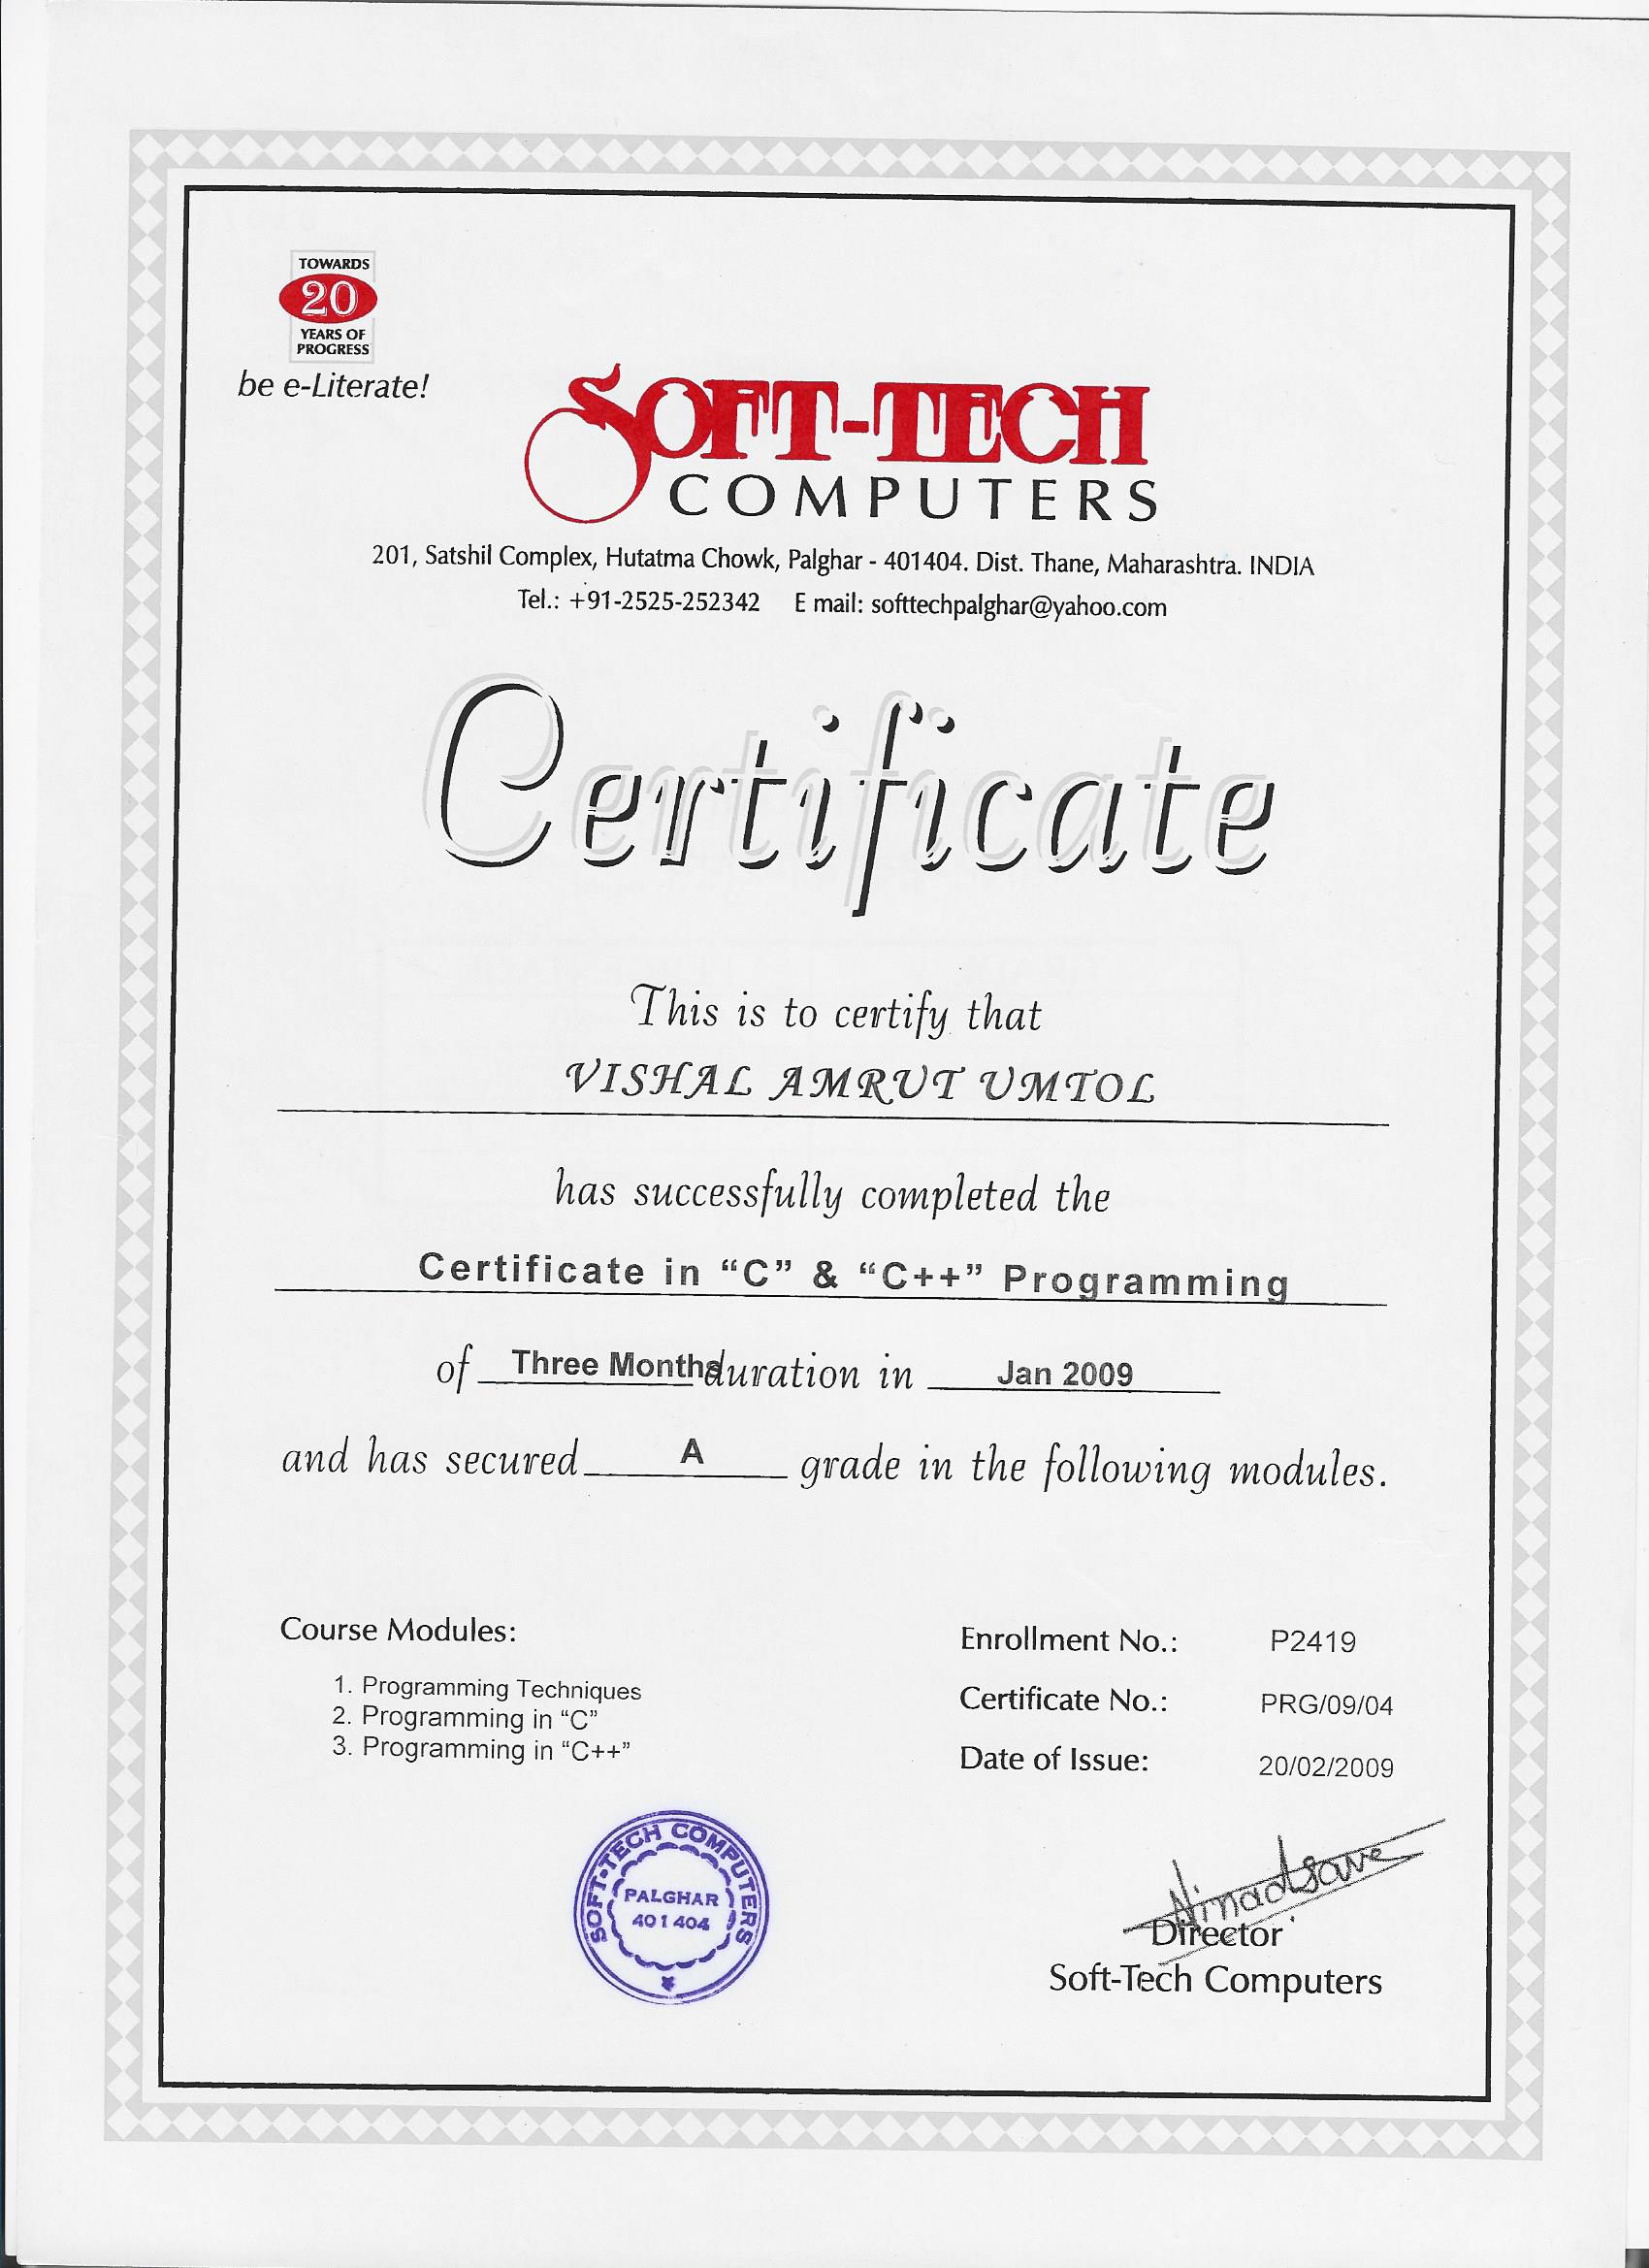 TOWARDS
20
YEARS OF
PROGRESS
be e-Literate!
SOFT-TECH
COMPUTERS
201, Satshil Complex, Hutatma Chowk, Palghar - 401404. Dist. Thane, Maharashtra. INDIA
Tel.: +91-2525-252342 E mail: softtechpalghar@yahoo.com
Certificate
This is to certify that
VISHAL AMRUT UMTOL
has successfully completed the
Certificate in “C” & “C++” Programming
of Three Months duration in Jan 2009
and has secured A grade in the following modules.
Course Modules:
1. Programming Techniques
2. Programming in “C”
3. Programming in “C++”
Enrollment No.: P2419
Certificate No.: PRG/09/04
Date of Issue: 20/02/2009
SOFT-TECH COMPUTERS
PALGHAR
401404
Ninadsave
Director
Soft-Tech Computers